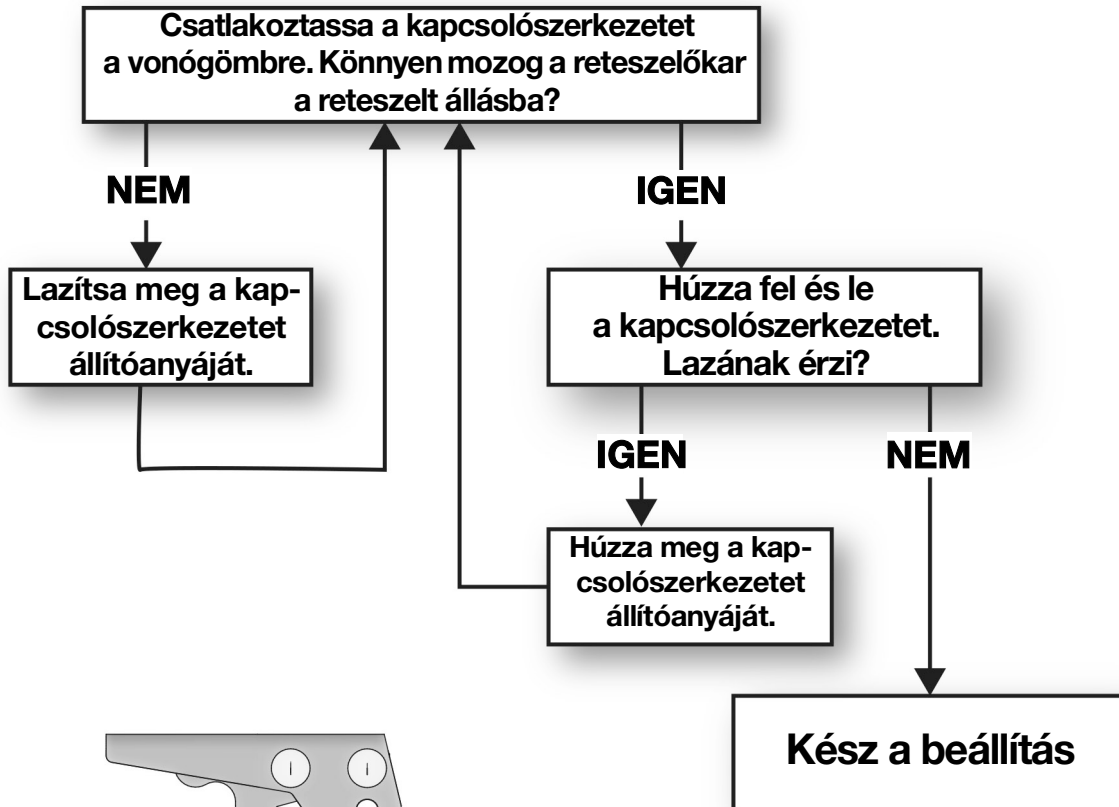 Csatlakoztassa a kapcsolószerkezetet
a vonógömbre. Könnyen mozog a reteszelőkar
a reteszelt állásba?
NEM
IGEN
Lazítsa meg a kap-
csolószerkezetet
állítóanyáját.
Húzza fel és le
a kapcsolószerkezetet.
Lazának érzi?
IGEN
NEM
Húzza meg a kap-
csolószerkezetet
állítóanyáját.
Kész a beállítás